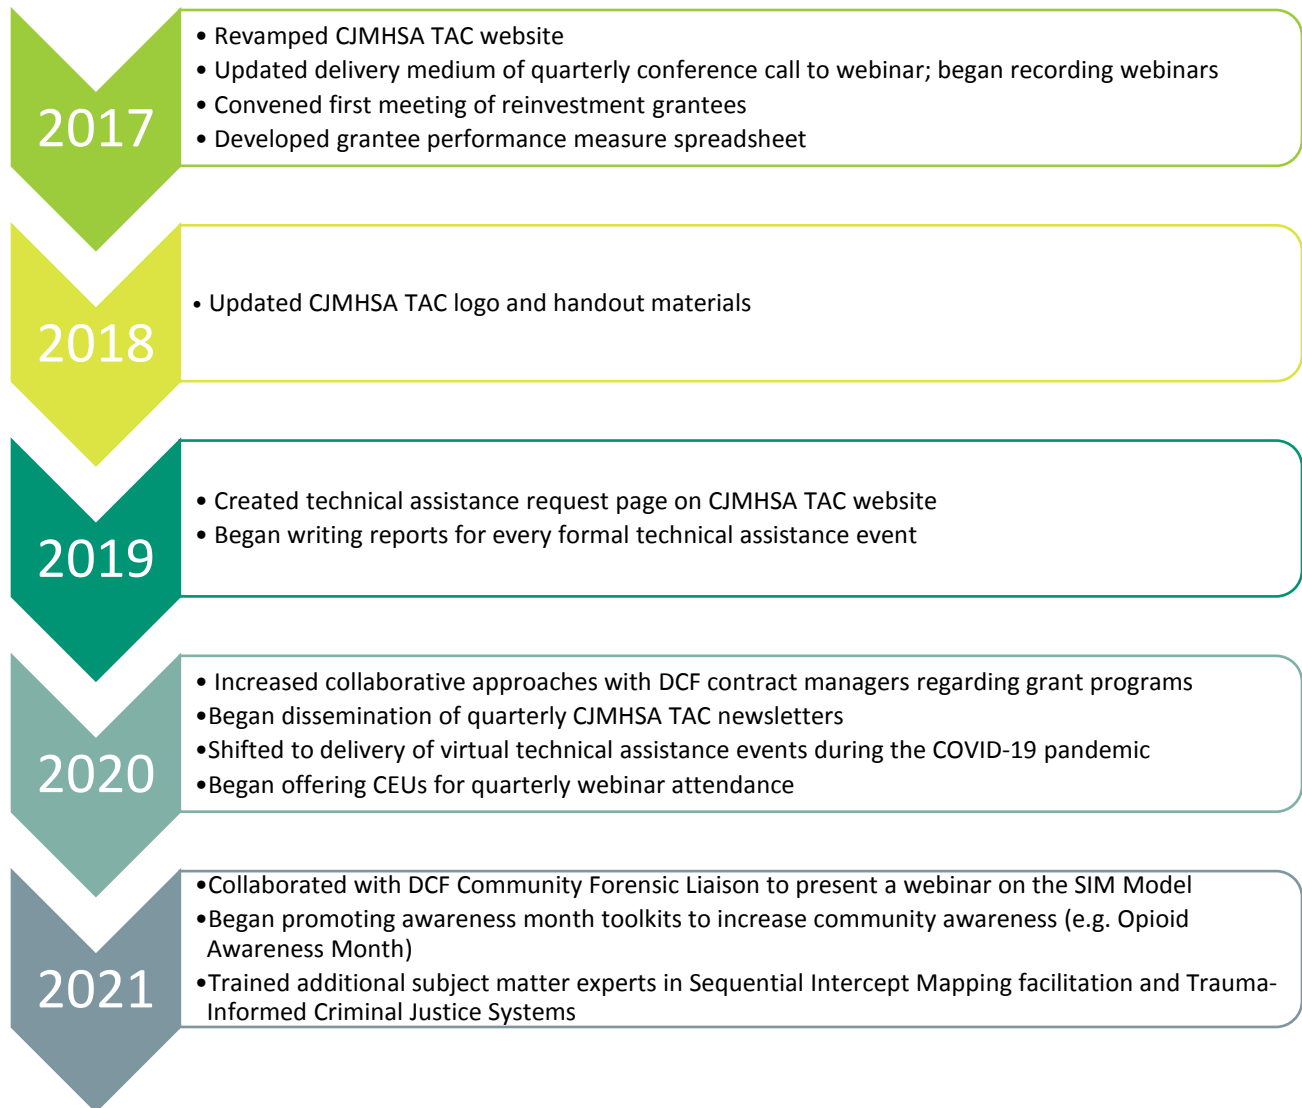 2017
• Revamped CJMHSA TAC website
• Updated delivery medium of quarterly conference call to webinar; began recording webinars
• Convened first meeting of reinvestment grantees
• Developed grantee performance measure spreadsheet
2018
• Updated CJMHSA TAC logo and handout materials
2019
• Created technical assistance request page on CJMHSA TAC website
• Began writing reports for every formal technical assistance event
2020
• Increased collaborative approaches with DCF contract managers regarding grant programs
•Began dissemination of quarterly CJMHSA TAC newsletters
•Shifted to delivery of virtual technical assistance events during the COVID-19 pandemic
•Began offering CEUs for quarterly webinar attendance
2021
•Collaborated with DCF Community Forensic Liaison to present a webinar on the SIM Model
•Began promoting awareness month toolkits to increase community awareness (e.g. Opioid
Awareness Month)
•Trained additional subject matter experts in Sequential Intercept Mapping facilitation and Trauma-
Informed Criminal Justice Systems